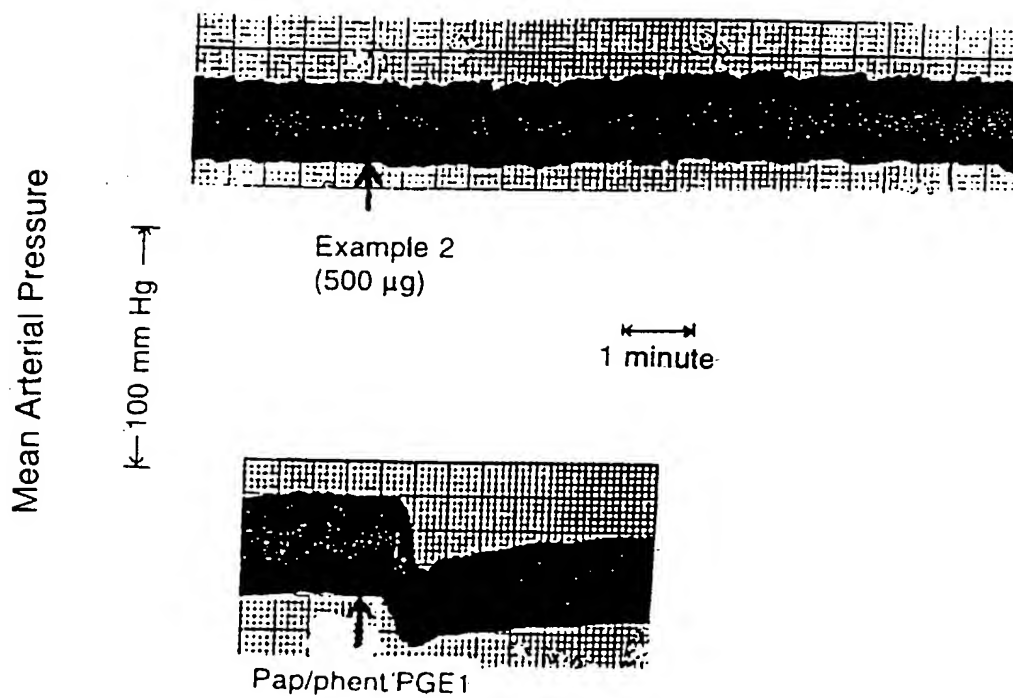 Mean Arterial Pressure
100 mm Hg
Example 2
(500 µg)
1 minute
Pap/phent'PGE1